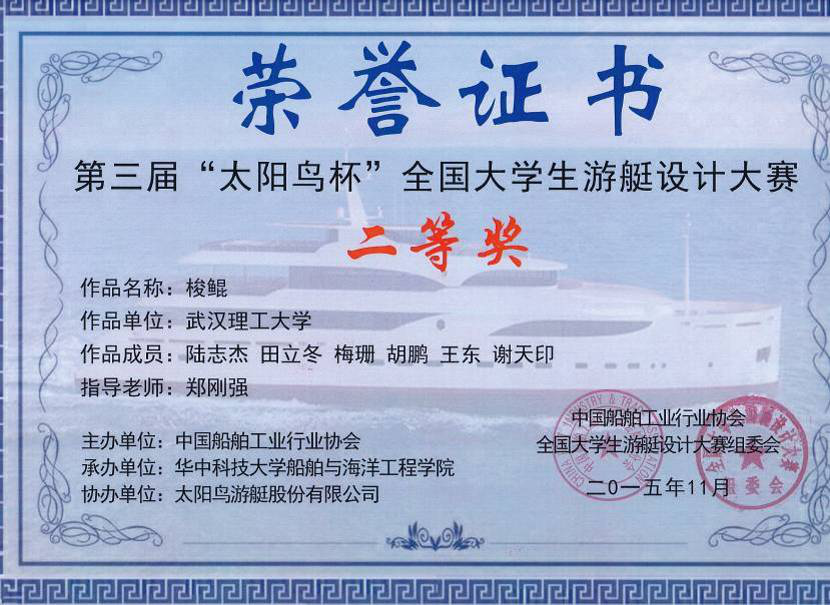 荣誉证书
第三届“太阳鸟杯”全国大学生游艇设计大赛
二等奖
作品名称：梭鲲
作品单位：武汉理工大学
作品成员：陆志杰 田立冬 梅珊 胡鹏 王东 谢天印
指导老师：郑刚强
主办单位：中国船舶工业行业协会
承办单位：华中科技大学船舶与海洋工程学院
协办单位：太阳鸟游艇股份有限公司
中国船舶工业行业协会
全国大学生游艇设计大赛组委会
二0一五年11月
组委会